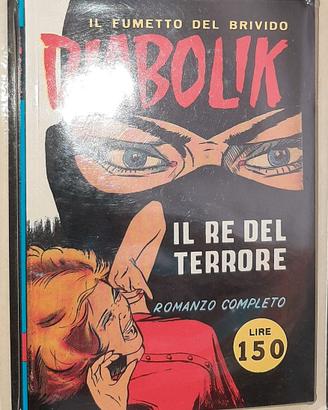 IL FUMETTO DEL BRIVIDO
DIABOLIK
IL RE DEL
TERRORE
ROMANZO COMPLETO
LIRE
150